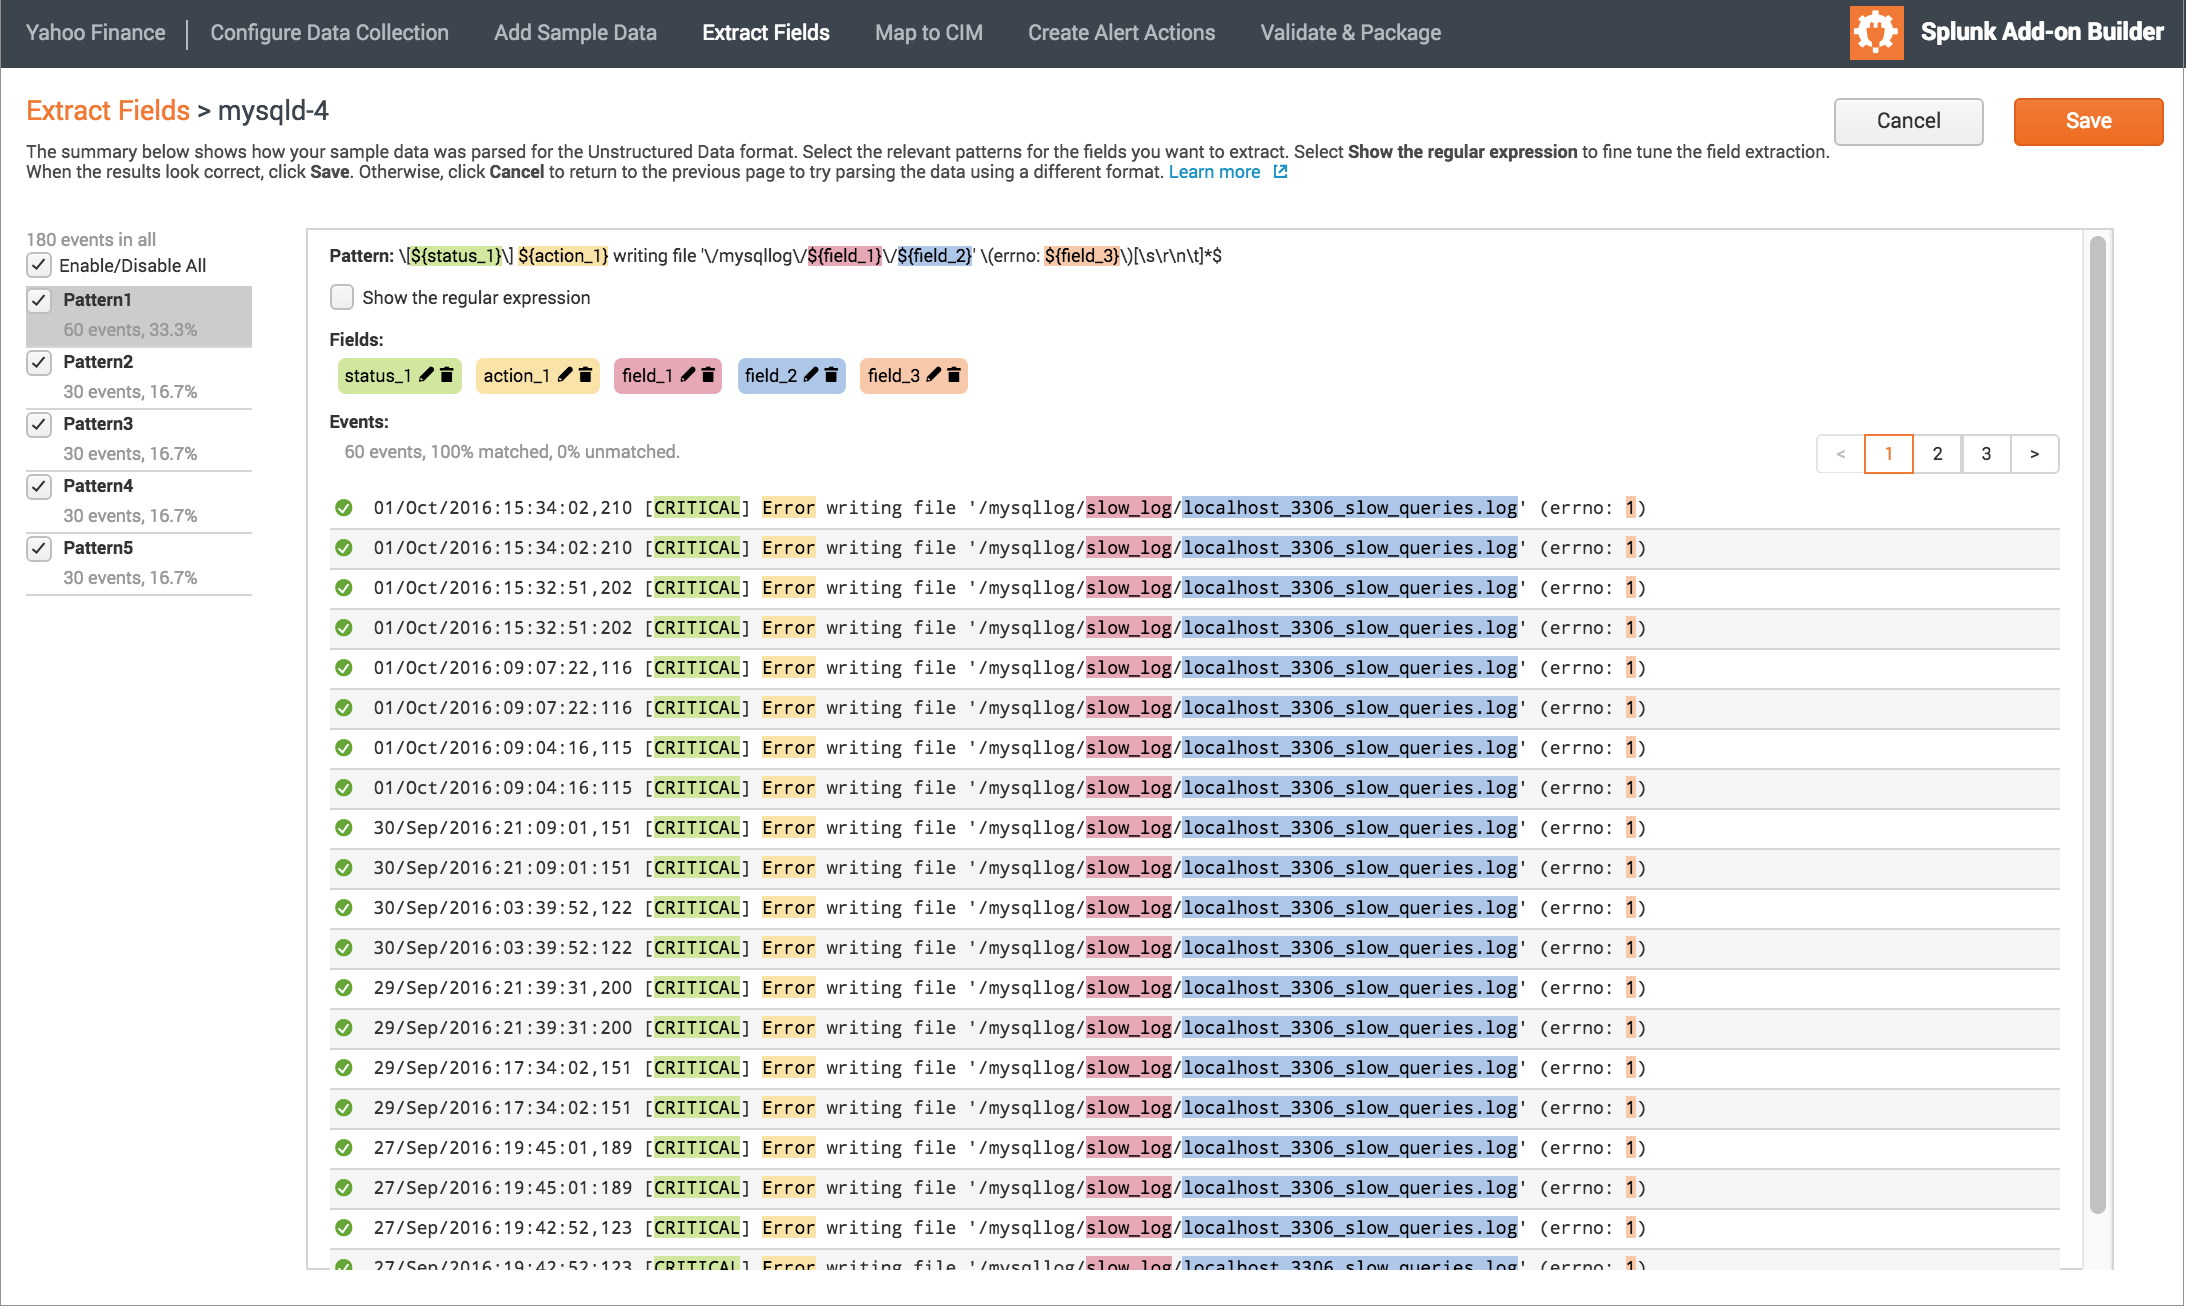 Yahoo Finance Configure Data Collection Add Sample Data Extract Fields Map to CIM Create Alert Actions Validate & Package Splunk Add-on Builder
Extract Fields > mysqld-4
Cancel Save
The summary below shows how your sample data was parsed for the Unstructured Data format. Select the relevant patterns for the fields you want to extract. Select Show the regular expression to fine tune the field extraction.
When the results look correct, click Save. Otherwise, click Cancel to return to the previous page to try parsing the data using a different format. Learn more
180 events in all
Enable/Disable All
Pattern1
60 events, 33.3%
Pattern2
30 events, 16.7%
Pattern3
30 events, 16.7%
Pattern4
30 events, 16.7%
Pattern5
30 events, 16.7%
Pattern: \[${status_1}\] ${action_1} writing file '\/mysqllog\/${field_1}\/${field_2}' \(errno: ${field_3}\)[\s\r\n\t]*$
Show the regular expression
Fields:
status_1 action_1 field_1 field_2 field_3
Events:
60 events, 100% matched, 0% unmatched.
< 1 2 3 >
01/Oct/2016:15:34:02,210 [CRITICAL] Error writing file '/mysqllog/slow_log/localhost_3306_slow_queries.log' (errno: 1)
01/Oct/2016:15:34:02:210 [CRITICAL] Error writing file '/mysqllog/slow_log/localhost_3306_slow_queries.log' (errno: 1)
01/Oct/2016:15:32:51,202 [CRITICAL] Error writing file '/mysqllog/slow_log/localhost_3306_slow_queries.log' (errno: 1)
01/Oct/2016:15:32:51:202 [CRITICAL] Error writing file '/mysqllog/slow_log/localhost_3306_slow_queries.log' (errno: 1)
01/Oct/2016:09:07:22,116 [CRITICAL] Error writing file '/mysqllog/slow_log/localhost_3306_slow_queries.log' (errno: 1)
01/Oct/2016:09:07:22:116 [CRITICAL] Error writing file '/mysqllog/slow_log/localhost_3306_slow_queries.log' (errno: 1)
01/Oct/2016:09:04:16,115 [CRITICAL] Error writing file '/mysqllog/slow_log/localhost_3306_slow_queries.log' (errno: 1)
01/Oct/2016:09:04:16:115 [CRITICAL] Error writing file '/mysqllog/slow_log/localhost_3306_slow_queries.log' (errno: 1)
30/Sep/2016:21:09:01,151 [CRITICAL] Error writing file '/mysqllog/slow_log/localhost_3306_slow_queries.log' (errno: 1)
30/Sep/2016:21:09:01:151 [CRITICAL] Error writing file '/mysqllog/slow_log/localhost_3306_slow_queries.log' (errno: 1)
30/Sep/2016:03:39:52,122 [CRITICAL] Error writing file '/mysqllog/slow_log/localhost_3306_slow_queries.log' (errno: 1)
30/Sep/2016:03:39:52:122 [CRITICAL] Error writing file '/mysqllog/slow_log/localhost_3306_slow_queries.log' (errno: 1)
29/Sep/2016:21:39:31,200 [CRITICAL] Error writing file '/mysqllog/slow_log/localhost_3306_slow_queries.log' (errno: 1)
29/Sep/2016:21:39:31:200 [CRITICAL] Error writing file '/mysqllog/slow_log/localhost_3306_slow_queries.log' (errno: 1)
29/Sep/2016:17:34:02,151 [CRITICAL] Error writing file '/mysqllog/slow_log/localhost_3306_slow_queries.log' (errno: 1)
29/Sep/2016:17:34:02:151 [CRITICAL] Error writing file '/mysqllog/slow_log/localhost_3306_slow_queries.log' (errno: 1)
27/Sep/2016:19:45:01,189 [CRITICAL] Error writing file '/mysqllog/slow_log/localhost_3306_slow_queries.log' (errno: 1)
27/Sep/2016:19:45:01:189 [CRITICAL] Error writing file '/mysqllog/slow_log/localhost_3306_slow_queries.log' (errno: 1)
27/Sep/2016:19:42:52,123 [CRITICAL] Error writing file '/mysqllog/slow_log/localhost_3306_slow_queries.log' (errno: 1)
27/Sep/2016:19:42:52:123 [CRITICAL] Error writing file '/mysqllog/slow_log/localhost_3306_slow_queries.log' (errno: 1)